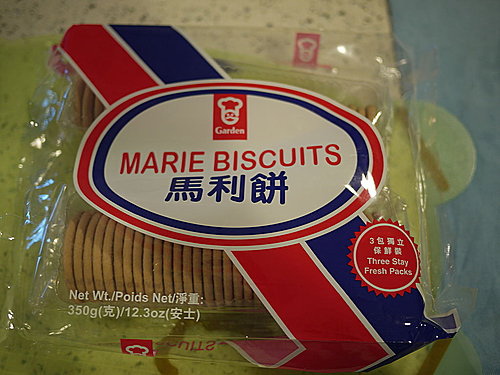 Garden
MARIE BISCUITS
馬利餅
3包獨立
保鮮裝
Three Stay
Fresh Packs
Net Wt./Poids Net/淨重:
350g(克)/12.3oz(安士)